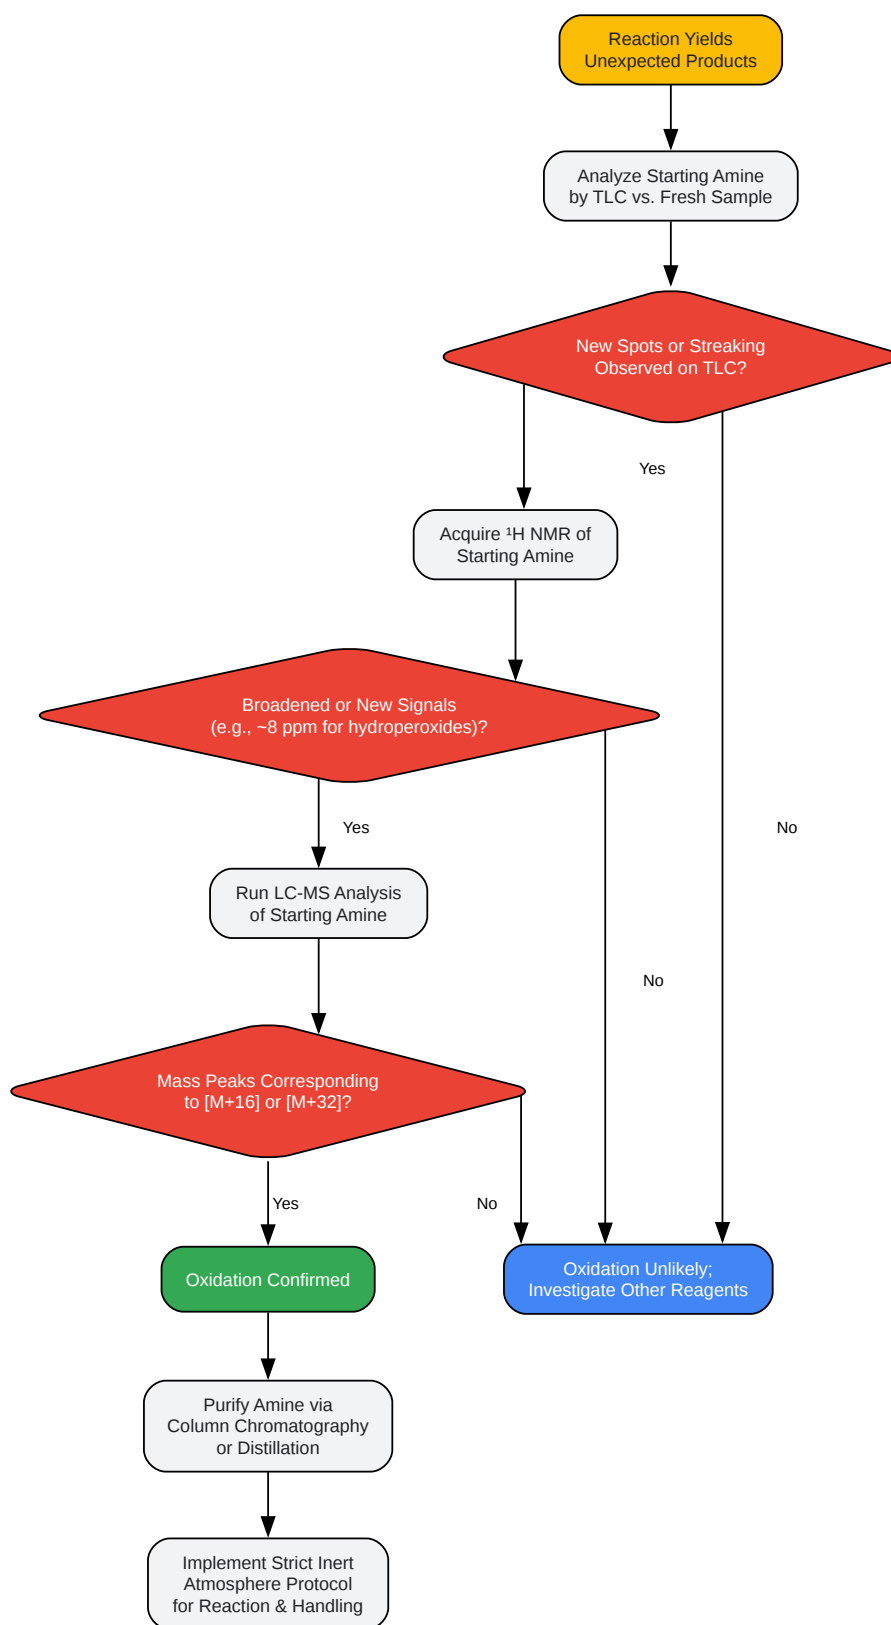 Reaction Yields
Unexpected Products
Analyze Starting Amine
by TLC vs. Fresh Sample
New Spots or Streaking
Observed on TLC?
Yes
Acquire ¹H NMR of
Starting Amine
Broadened or New Signals
(e.g., ~8 ppm for hydroperoxides)?
Yes
No
Run LC-MS Analysis
of Starting Amine
No
Mass Peaks Corresponding
to [M+16] or [M+32]?
Yes
No
Oxidation Confirmed
Oxidation Unlikely;
Investigate Other Reagents
Purify Amine via
Column Chromatography
or Distillation
Implement Strict Inert
Atmosphere Protocol
for Reaction & Handling